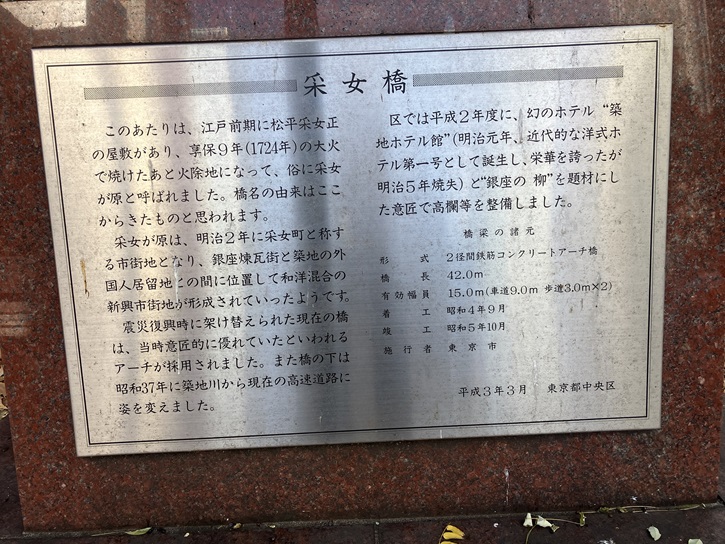 采女橋
このあたりは、江戸前期に松平采女正
の屋敷があり、享保9年(1724年)の大火
で焼けたあと火除地になって、俗に采女
が原と呼ばれました。橋名の由来はここ
からきたものと思われます。
采女が原は、明治2年に采女町と称す
る市街地となり、銀座煉瓦街と築地の外
国人居留地この間に位置して和洋混合の
新興市街地が形成されていったようです。
震災復興時に架け替えられた現在の橋
は、当時意匠的に優れていたといわれる
アーチが採用されました。また橋の下は
昭和37年に築地川から現在の高速道路に
姿を変えました。
区では平成2年度に、幻のホテル“築
地ホテル館”(明治元年、近代的な洋式ホ
テル第一号として誕生し、栄華を誇ったが
明治5年焼失)と“銀座の柳”を題材にし
た意匠で高欄等を整備しました。
橋梁の諸元
形式 2径間鉄筋コンクリートアーチ橋
橋長 42.0m
有効幅員 15.0m(車道9.0m 歩道3.0m×2)
着工 昭和4年9月
竣工 昭和5年10月
施行者 東京市
平成3年3月 東京都中央区